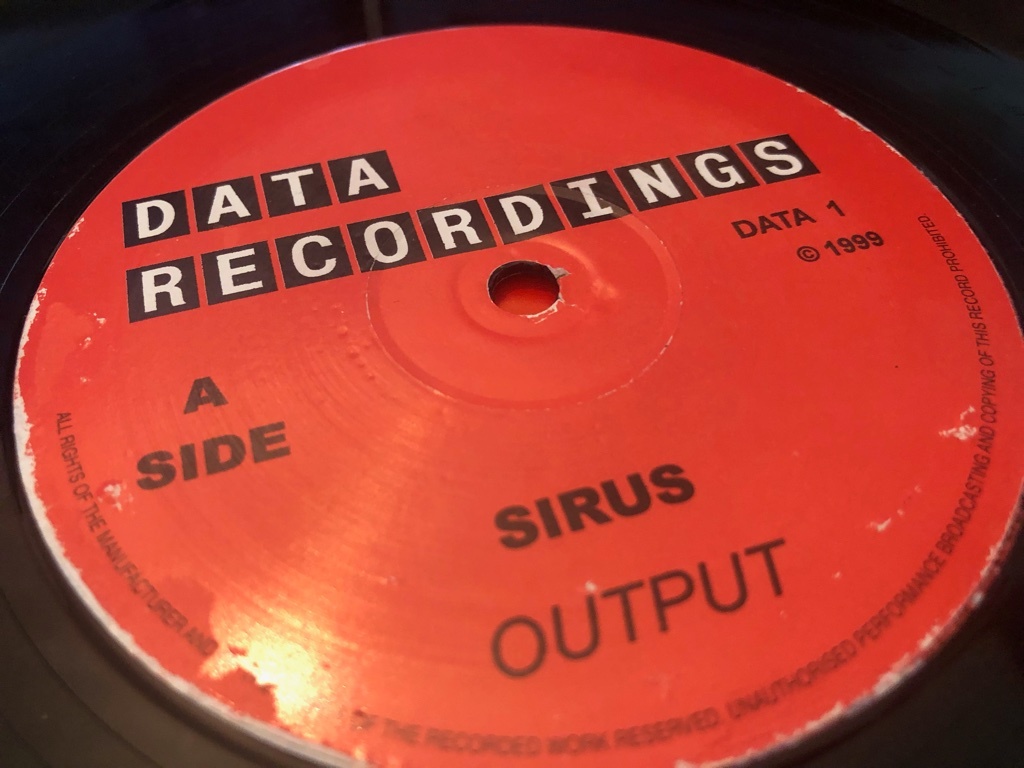 DATA
RECORDINGS
DATA 1
© 1999
A
SIDE
SIRUS
OUTPUT
ALL RIGHTS OF THE MANUFACTURER AND OF THE RECORDED WORK RESERVED. UNAUTHORISED PERFORMANCE BROADCASTING AND COPYING OF THIS RECORD PROHIBITED